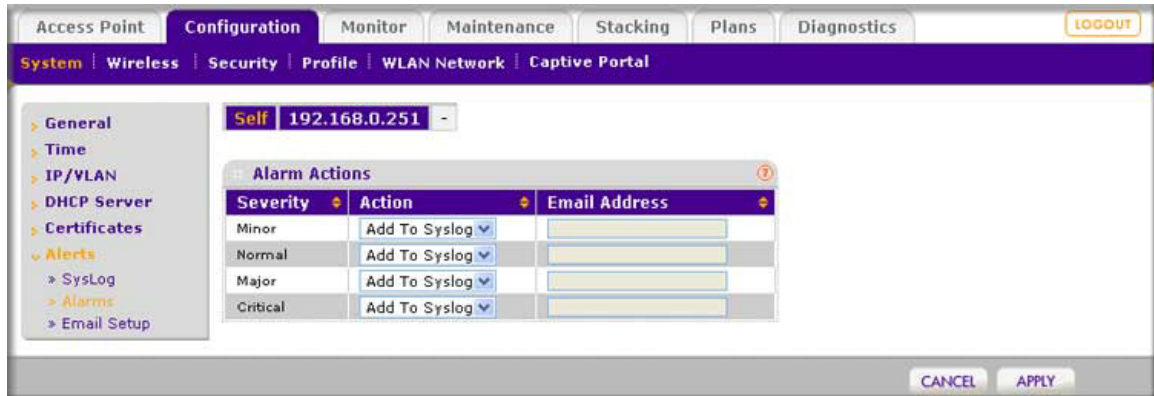 Access Point Configuration Monitor Maintenance Stacking Plans Diagnostics LOGOUT
System Wireless Security Profile WLAN Network Captive Portal
Self 192.168.0.251 -
General
Time
IP/VLAN
DHCP Server
Certificates
Alerts
» SysLog
» Alarms
» Email Setup
Alarm Actions ?
Severity Action Email Address
Minor Add To Syslog
Normal Add To Syslog
Major Add To Syslog
Critical Add To Syslog
CANCEL APPLY